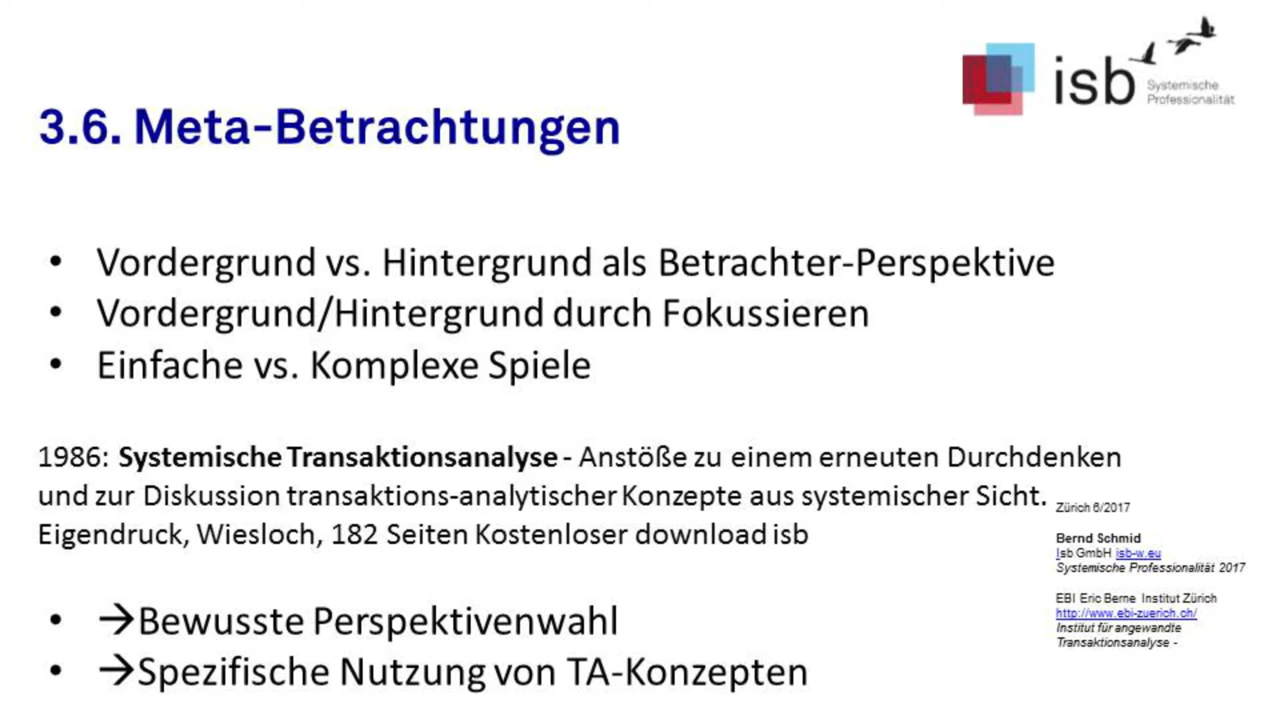 isb
Systemische
Professionalität
3.6. Meta-Betrachtungen
• Vordergrund vs. Hintergrund als Betrachter-Perspektive
• Vordergrund/Hintergrund durch Fokussieren
• Einfache vs. Komplexe Spiele
1986: Systemische Transaktionsanalyse - Anstöße zu einem erneuten Durchdenken
und zur Diskussion transaktions-analytischer Konzepte aus systemischer Sicht.
Eigendruck, Wiesloch, 182 Seiten Kostenloser download isb
• →Bewusste Perspektivenwahl
• →Spezifische Nutzung von TA-Konzepten
Zürich 6/2017
Bernd Schmid
Isb GmbH isb-w.eu
Systemische Professionalität 2017
EBI Eric Berne Institut Zürich
http://www.ebi-zuerich.ch/
Institut für angewandte
Transaktionsanalyse -